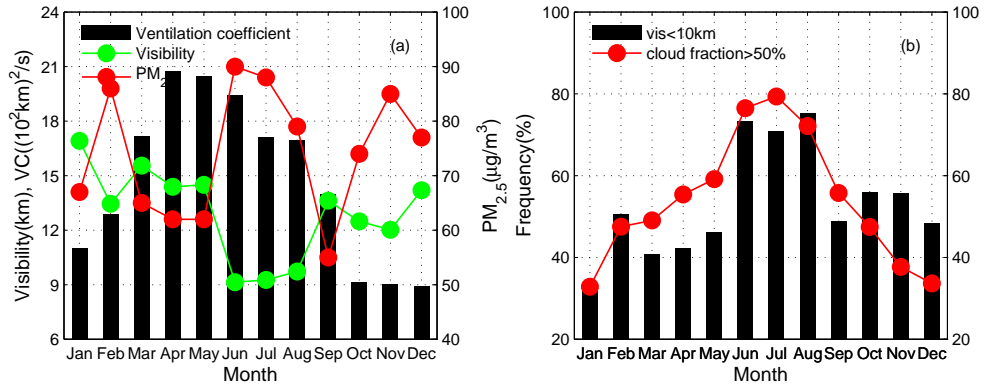 24
21
18
15
12
9
6
Visibility(km), VC((10²km)²/s)
Ventilation coefficient
Visibility
PM₂
(a)
100
90
80
70
60
50
40
PM₂.₅(μg/m³)
Jan Feb Mar Apr May Jun Jul Aug Sep Oct Nov Dec
Month
100
80
60
40
20
Frequency(%)
vis<10km
cloud fraction>50%
(b)
100
80
60
40
20
Jan Feb Mar Apr May Jun Jul Aug Sep Oct Nov Dec
Month